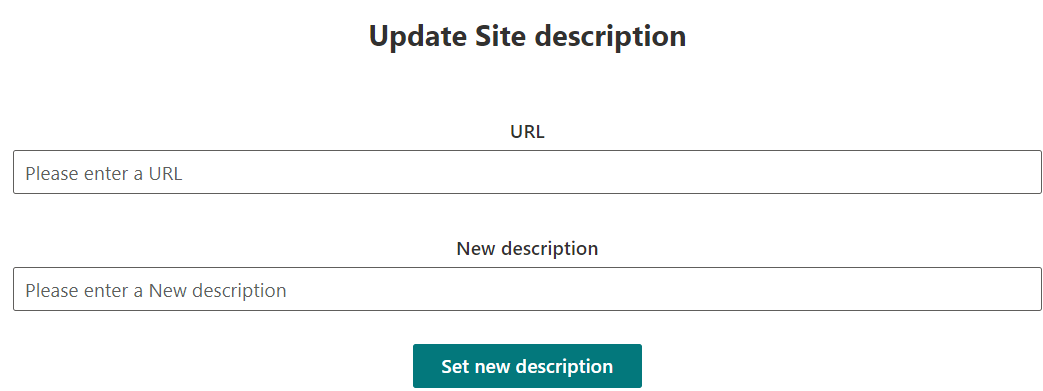 Update Site description
URL
Please enter a URL
New description
Please enter a New description
Set new description